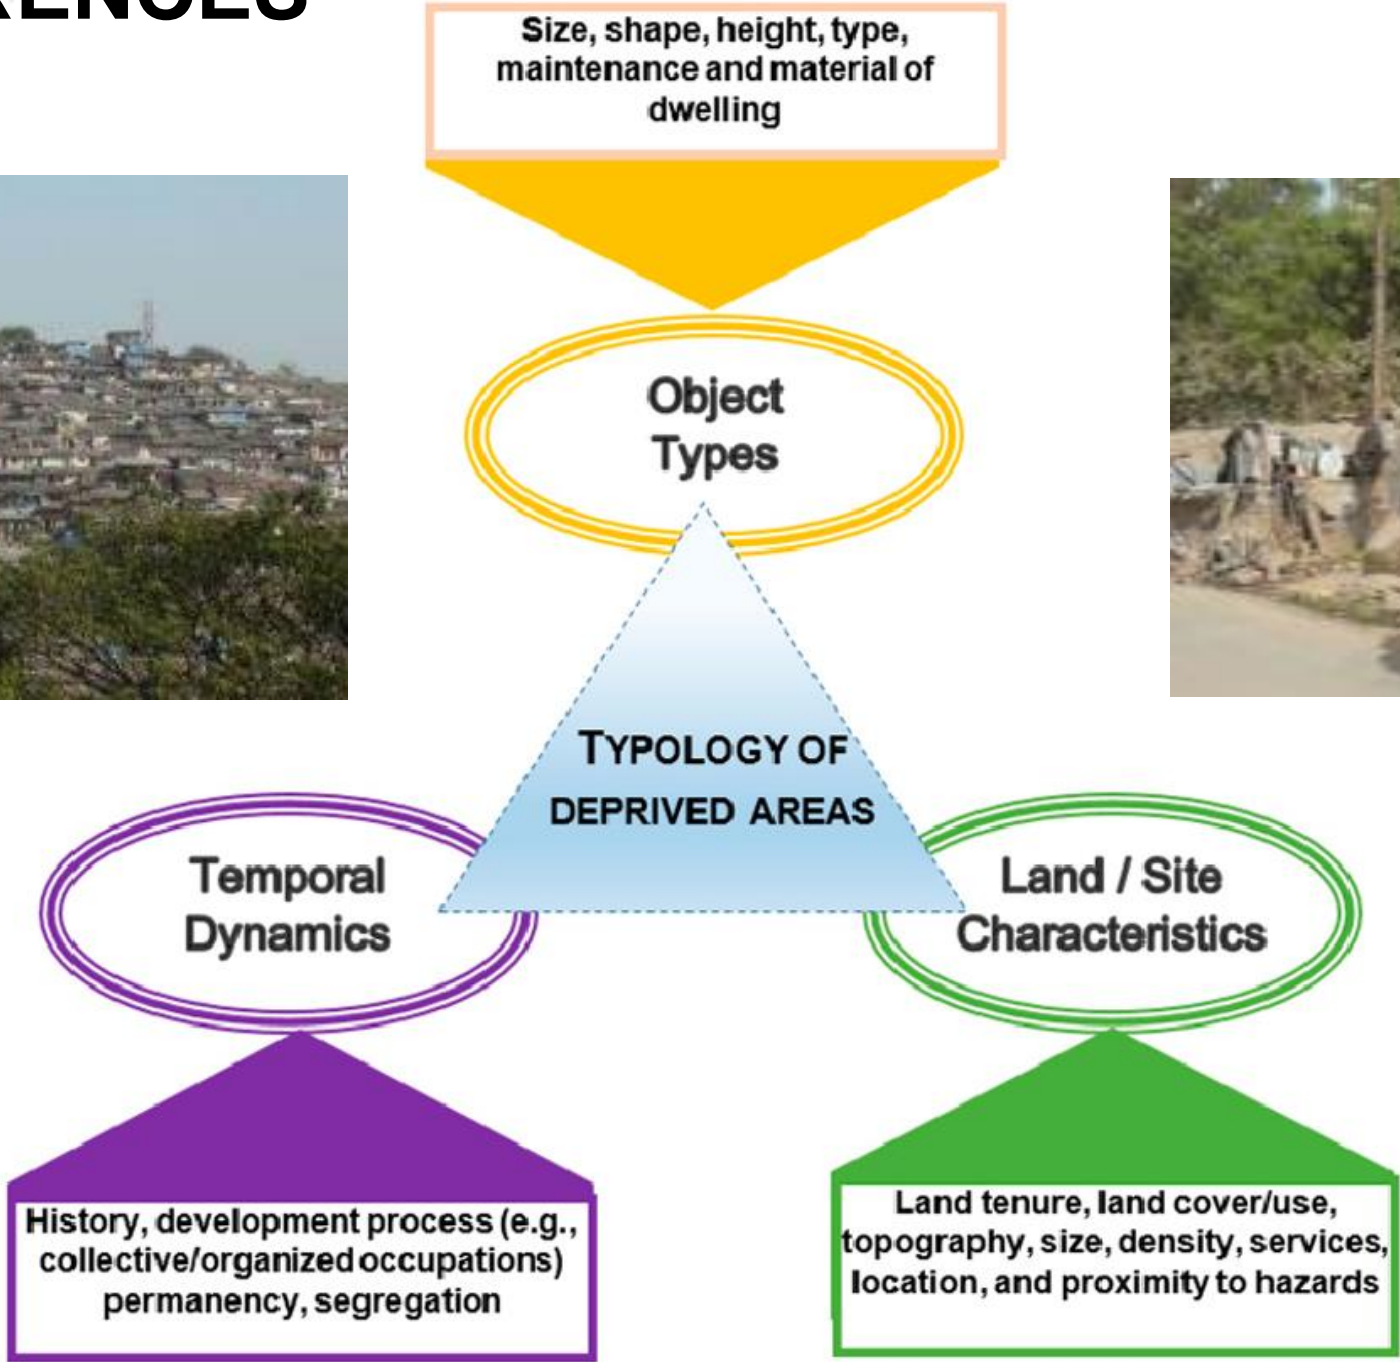 Size, shape, height, type,
maintenance and material of
dwelling
Object
Types
TYPOLOGY OF
DEPRIVED AREAS
Temporal
Dynamics
Land / Site
Characteristics
History, development process (e.g.,
collective/organized occupations)
permanency, segregation
Land tenure, land cover/use,
topography, size, density, services,
location, and proximity to hazards